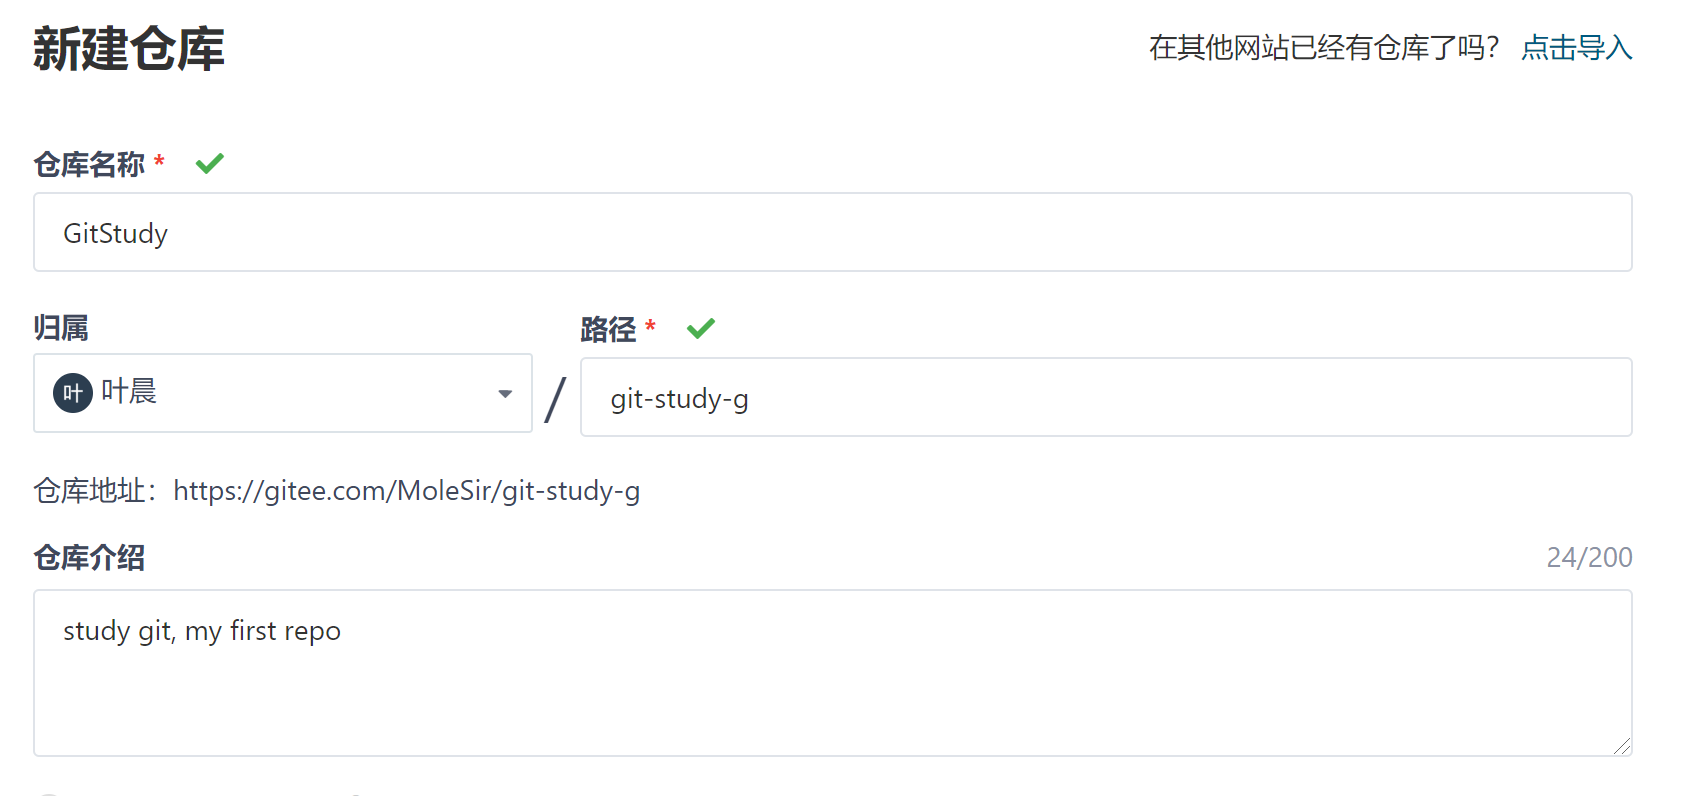 新建仓库
在其他网站已经有仓库了吗？ 点击导入
仓库名称 *
GitStudy
归属
路径 *
叶 叶晨
/
git-study-g
仓库地址：https://gitee.com/MoleSir/git-study-g
仓库介绍
24/200
study git, my first repo